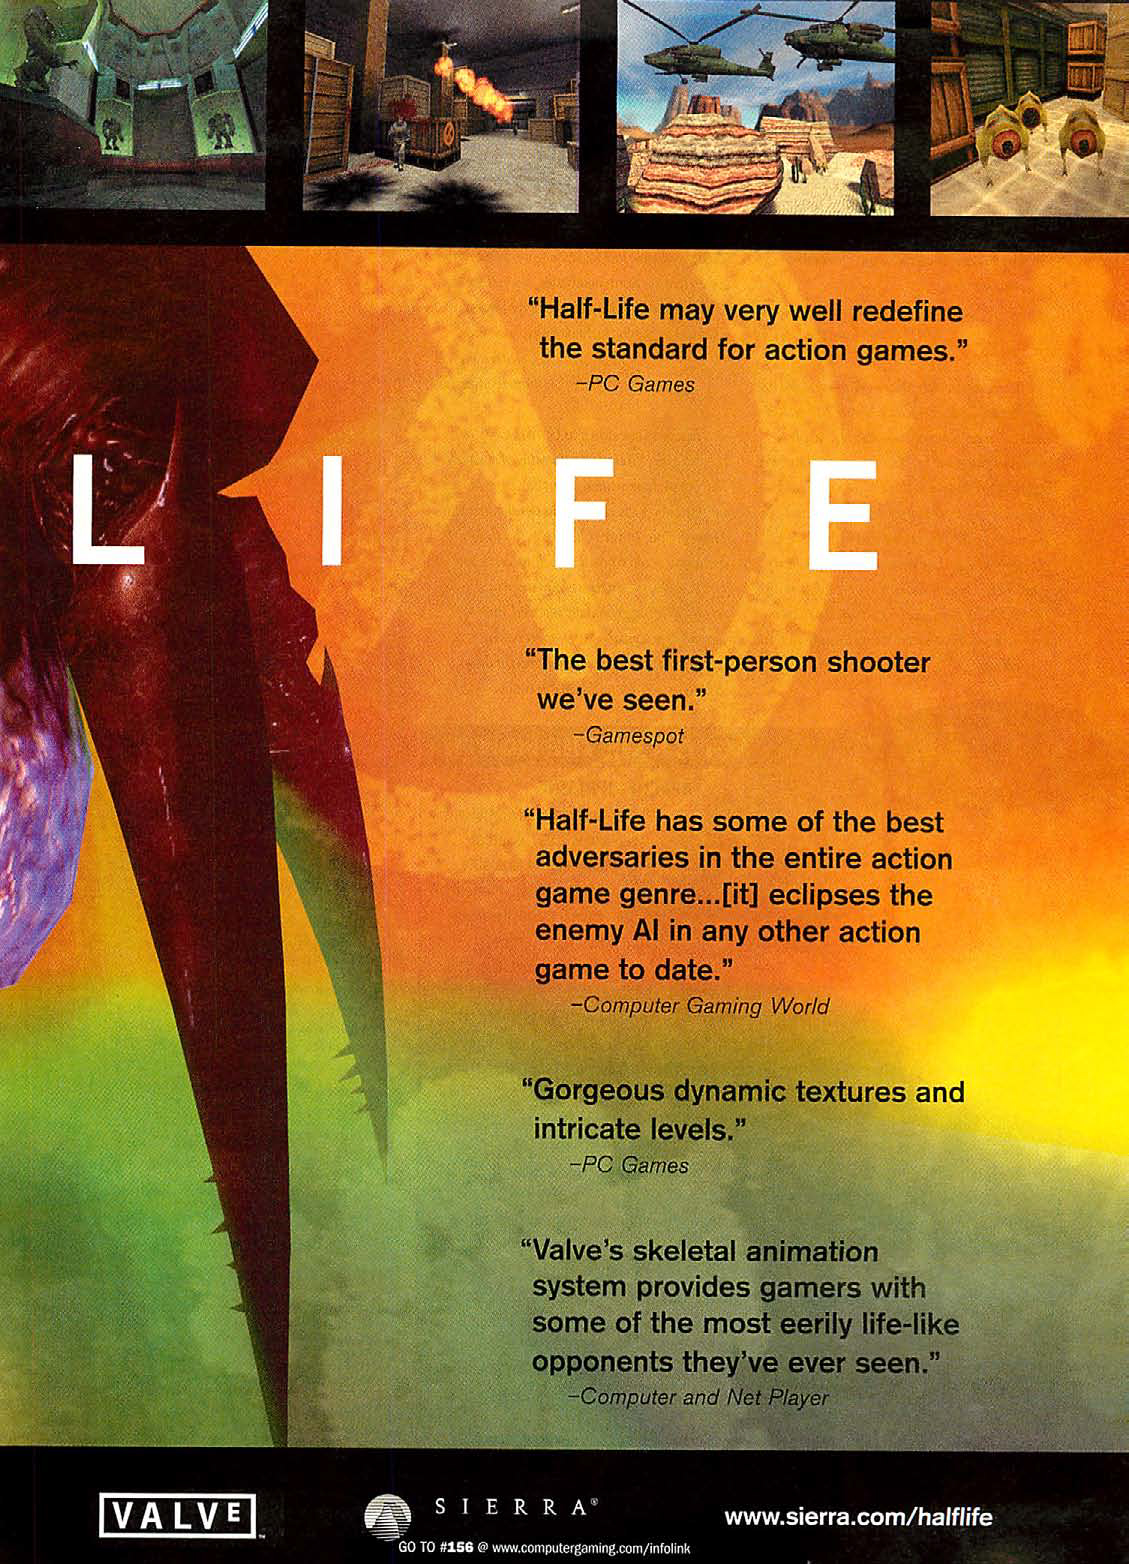 “Half-Life may very well redefine
the standard for action games.”
–PC Games
L I F E
“The best first-person shooter
we’ve seen.”
–Gamespot
“Half-Life has some of the best
adversaries in the entire action
game genre...[it] eclipses the
enemy AI in any other action
game to date.”
–Computer Gaming World
“Gorgeous dynamic textures and
intricate levels.”
–PC Games
“Valve’s skeletal animation
system provides gamers with
some of the most eerily life-like
opponents they’ve ever seen.”
–Computer and Net Player
VALVE™
SIERRA®
www.sierra.com/halflife
GO TO #156 @ www.computergaming.com/infolink